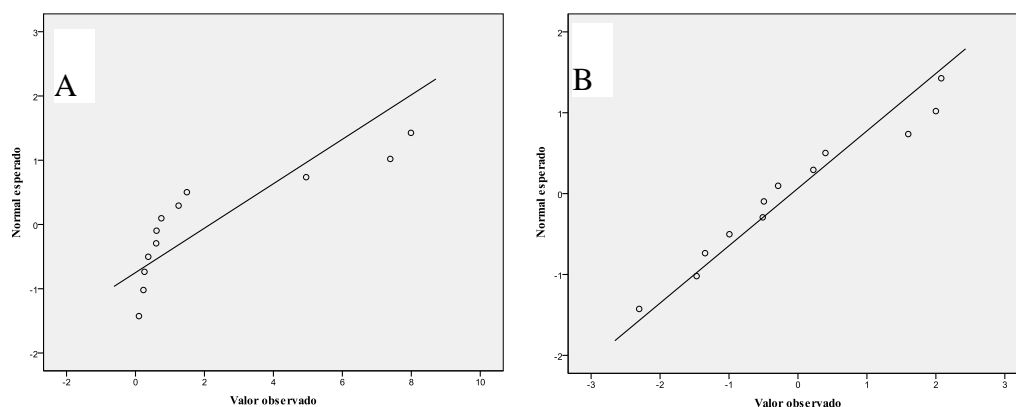 A
3
2
1
0
-1
-2
Normal esperado
-2 0 2 4 6 8 10
Valor observado
B
2
1
0
-1
-2
Normal esperado
-3 -2 -1 0 1 2 3
Valor observado